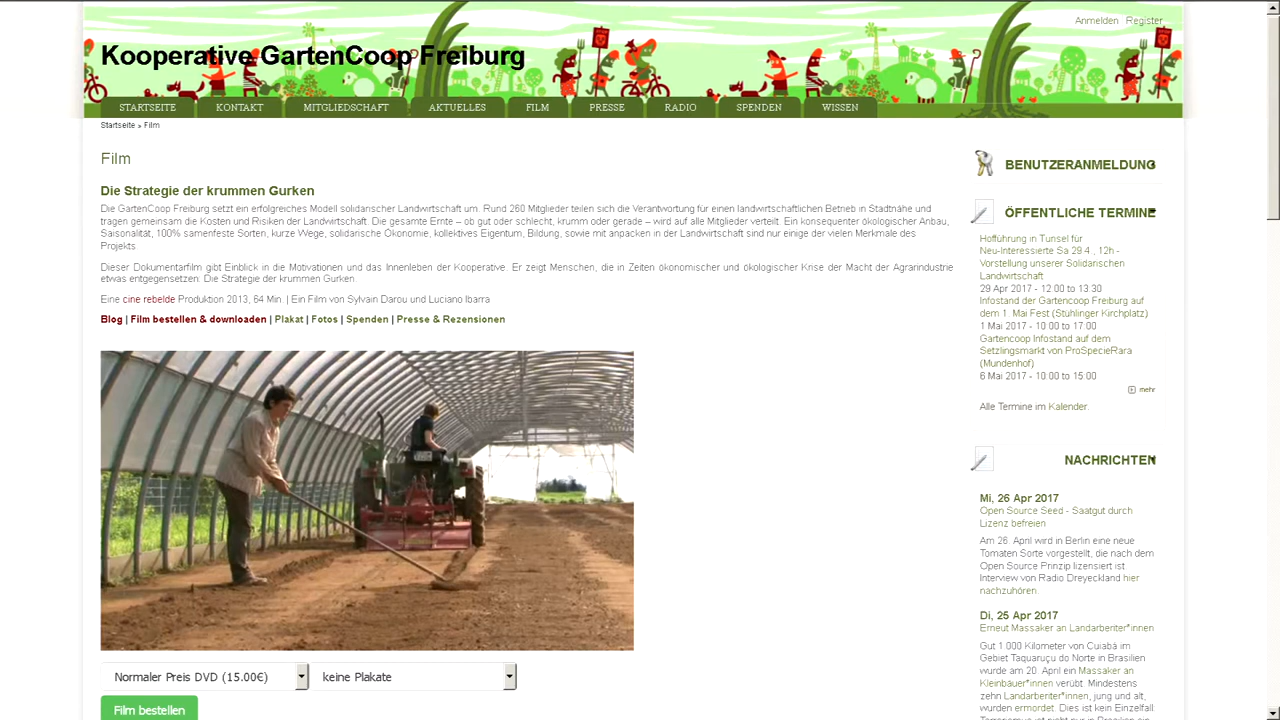 Anmelden Register
Kooperative GartenCoop Freiburg
STARTSEITE KONTAKT MITGLIEDSCHAFT AKTUELLES FILM PRESSE RADIO SPENDEN WISSEN
Startseite » Film
Film
Die Strategie der krummen Gurken
Die GartenCoop Freiburg setzt ein erfolgreiches Modell solidarischer Landwirtschaft um. Rund 260 Mitglieder teilen sich die Verantwortung für einen landwirtschaftlichen Betrieb in Stadtnähe und
tragen gemeinsam die Kosten und Risiken der Landwirtschaft. Die gesamte Ernte – ob gut oder schlecht, krumm oder gerade – wird auf alle Mitglieder verteilt. Ein konsequenter ökologischer Anbau,
Saisonalität, 100% samenfeste Sorten, kurze Wege, solidarische Ökonomie, kollektives Eigentum, Bildung, sowie mit anpacken in der Landwirtschaft sind nur einige der vielen Merkmale des
Projekts.
Dieser Dokumentarfilm gibt Einblick in die Motivationen und das Innenleben der Kooperative. Er zeigt Menschen, die in Zeiten ökonomischer und ökologischer Krise der Macht der Agrarindustrie
etwas entgegensetzen: Die Strategie der krummen Gurken.
Eine cine rebelde Produktion 2013, 64 Min. | Ein Film von Sylvain Darou und Luciano Ibarra
Blog | Film bestellen & downloaden | Plakat | Fotos | Spenden | Presse & Rezensionen
Normaler Preis DVD (15.00€) keine Plakate
Film bestellen
BENUTZERANMELDUNG
ÖFFENTLICHE TERMINE
Hofführung in Tunsel für
Neu-Interessierte Sa 29.4., 12h -
Vorstellung unserer Solidarischen
Landwirtschaft
29 Apr 2017 - 12:00 to 13:30
Infostand der Gartencoop Freiburg auf
dem 1. Mai Fest (Stühlinger Kirchplatz)
1 Mai 2017 - 10:00 to 17:00
Gartencoop Infostand auf dem
Setzlingsmarkt von ProSpecieRara
(Mundenhof)
6 Mai 2017 - 10:00 to 15:00
mehr
Alle Termine im Kalender.
NACHRICHTEN
Mi, 26 Apr 2017
Open Source Seed - Saatgut durch
Lizenz befreien
Am 26. April wird in Berlin eine neue
Tomaten Sorte vorgestellt, die nach dem
Open Source Prinzip lizensiert ist.
Interview von Radio Dreyeckland hier
nachzuhören.
Di, 25 Apr 2017
Erneut Massaker an Landarbeiter*innen
Gut 1.000 Kilometer von Cuiabá im
Gebiet Taquaruçu do Norte in Brasilien
wurde am 20. April ein Massaker an
Kleinbäuer*innen verübt. Mindestens
zehn Landarbeiter*innen, jung und alt,
wurden ermordet. Dies ist kein Einzelfall: